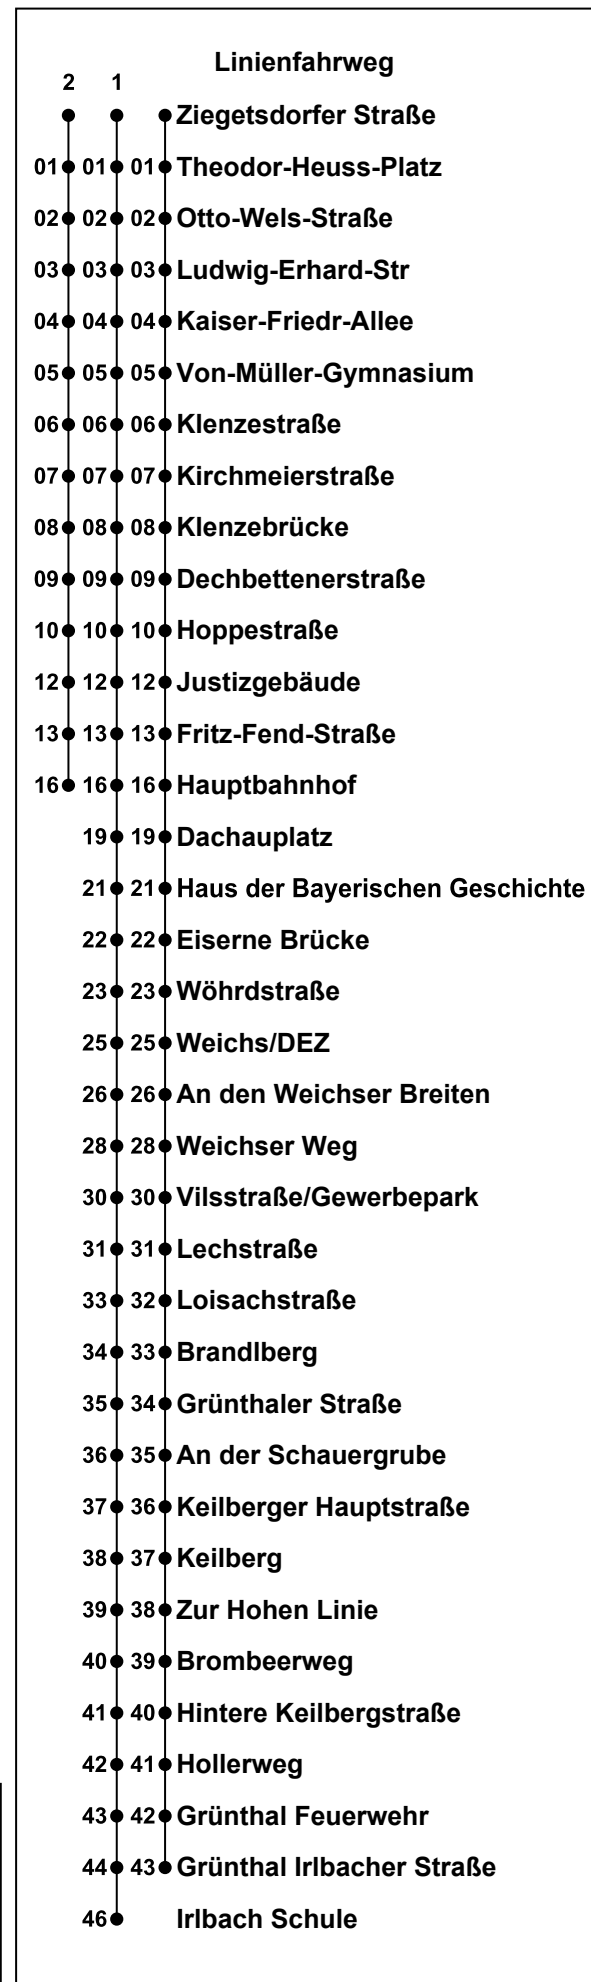 Linienfahrweg
2 1
Ziegetsdorfer Straße
01 01 01 Theodor-Heuss-Platz
02 02 02 Otto-Wels-Straße
03 03 03 Ludwig-Erhard-Str
04 04 04 Kaiser-Friedr-Allee
05 05 05 Von-Müller-Gymnasium
06 06 06 Klenzestraße
07 07 07 Kirchmeierstraße
08 08 08 Klenzebrücke
09 09 09 Dechbettenerstraße
10 10 10 Hoppestraße
12 12 12 Justizgebäude
13 13 13 Fritz-Fend-Straße
16 16 16 Hauptbahnhof
19 19 Dachauplatz
21 21 Haus der Bayerischen Geschichte
22 22 Eiserne Brücke
23 23 Wöhrdstraße
25 25 Weichs/DEZ
26 26 An den Weichser Breiten
28 28 Weichser Weg
30 30 Vilsstraße/Gewerbepark
31 31 Lechstraße
33 32 Loisachstraße
34 33 Brandlberg
35 34 Grünthaler Straße
36 35 An der Schauergrube
37 36 Keilberger Hauptstraße
38 37 Keilberg
39 38 Zur Hohen Linie
40 39 Brombeerweg
41 40 Hintere Keilbergstraße
42 41 Hollerweg
43 42 Grünthal Feuerwehr
44 43 Grünthal Irlbacher Straße
46 Irlbach Schule